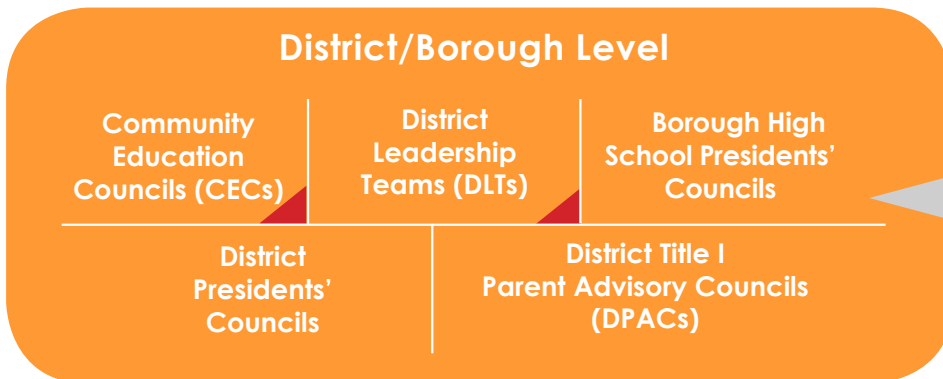 District/Borough Level
Community
Education
Councils (CECs)
District
Leadership
Teams (DLTs)
Borough High
School Presidents’
Councils
District
Presidents’
Councils
District Title I
Parent Advisory Councils
(DPACs)